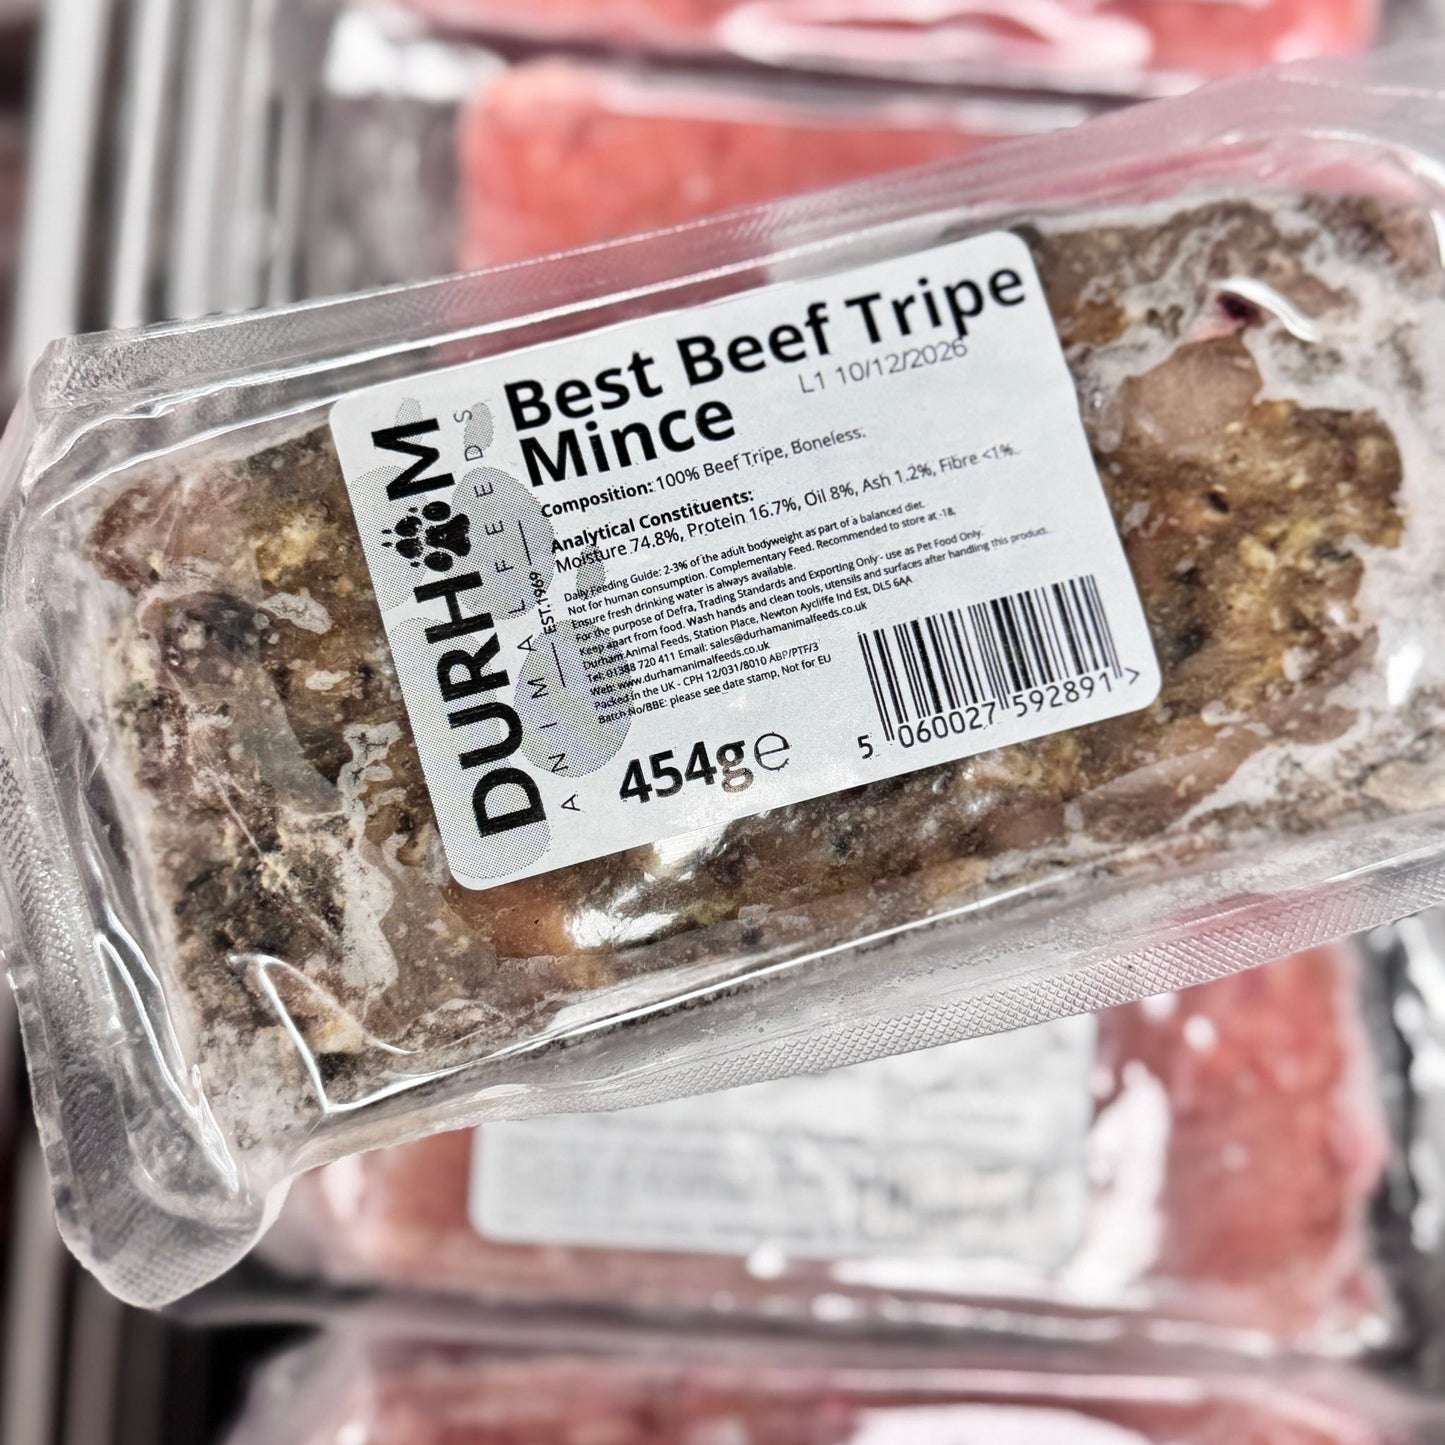 DURHAM
ANIMAL FEEDS
EST.1969
Best Beef Tripe
Mince
L1 10/12/2026
Composition: 100% Beef Tripe, Boneless.
Analytical Constituents:
Moisture 74.8%, Protein 16.7%, Oil 8%, Ash 1.2%, Fibre <1%.
Daily Feeding Guide: 2-3% of the adult bodyweight as part of a balanced diet.
Not for human consumption. Complementary Feed. Recommended to store at -18.
Ensure fresh drinking water is always available.
For the purpose of Defra, Trading Standards and Exporting Only - use as Pet Food Only.
Keep apart from food. Wash hands and clean tools, utensils and surfaces after handling this product.
Durham Animal Feeds, Station Place, Newton Aycliffe Ind Est, DL5 6AA
Tel: 01388 720 411 Email: sales@durhamanimalfeeds.co.uk
Web: www.durhamanimalfeeds.co.uk
Packed in the UK - CPH 12/031/8010 ABP/PTF/3
Batch No/BBE: please see date stamp, Not for EU
454g e
5 060027 592891 >